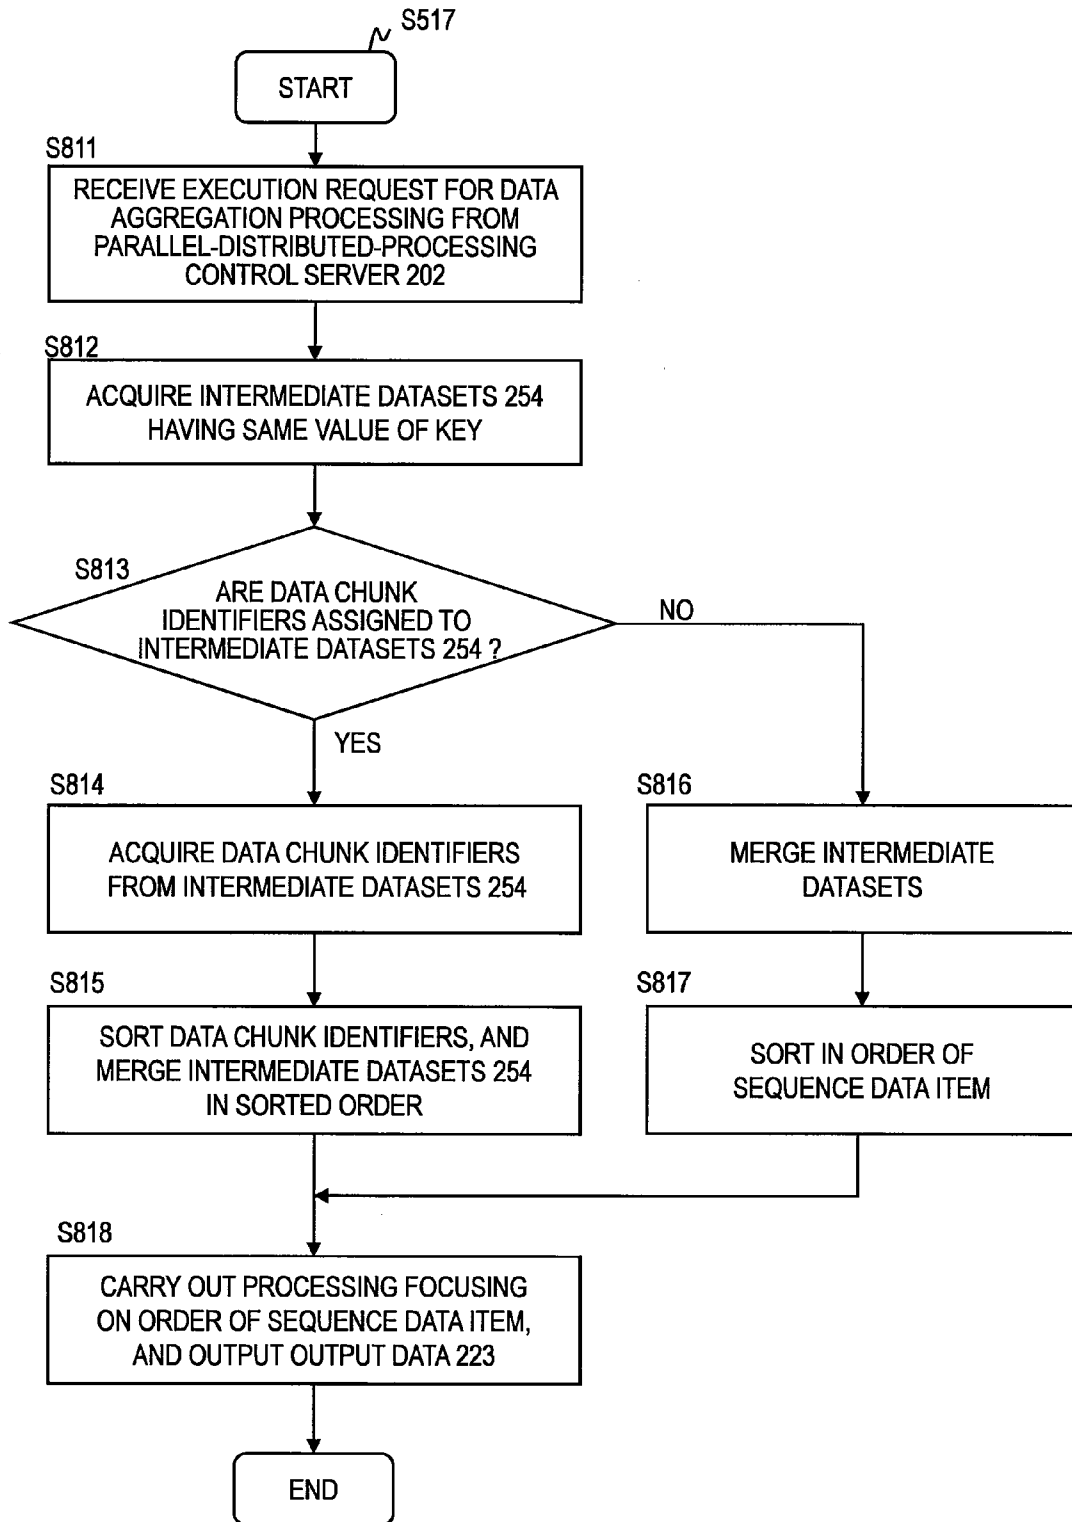 S517
START
S811
RECEIVE EXECUTION REQUEST FOR DATA
AGGREGATION PROCESSING FROM
PARALLEL-DISTRIBUTED-PROCESSING
CONTROL SERVER 202
S812
ACQUIRE INTERMEDIATE DATASETS 254
HAVING SAME VALUE OF KEY
S813
ARE DATA CHUNK
IDENTIFIERS ASSIGNED TO
INTERMEDIATE DATASETS 254 ?
NO
YES
S814
ACQUIRE DATA CHUNK IDENTIFIERS
FROM INTERMEDIATE DATASETS 254
S816
MERGE INTERMEDIATE
DATASETS
S815
SORT DATA CHUNK IDENTIFIERS, AND
MERGE INTERMEDIATE DATASETS 254
IN SORTED ORDER
S817
SORT IN ORDER OF
SEQUENCE DATA ITEM
S818
CARRY OUT PROCESSING FOCUSING
ON ORDER OF SEQUENCE DATA ITEM,
AND OUTPUT OUTPUT DATA 223
END